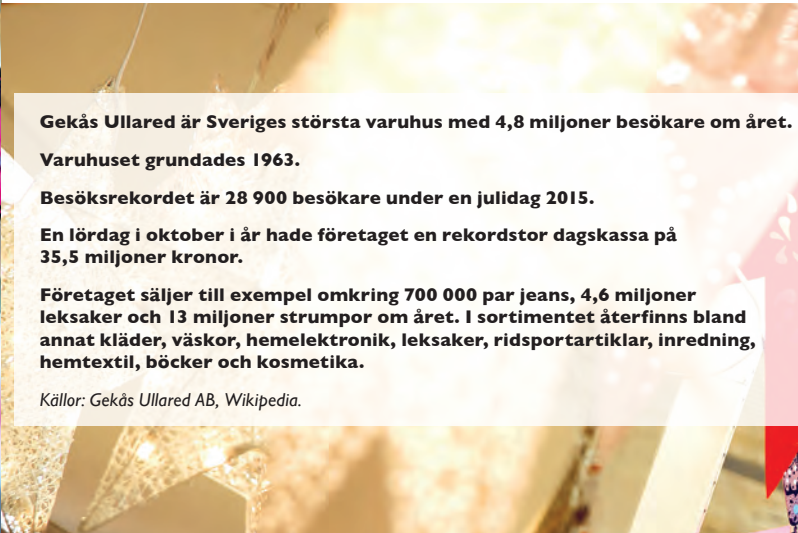 Gekås Ullared är Sveriges största varuhus med 4,8 miljoner besökare om året.
Varuhuset grundades 1963.
Besöksrekordet är 28 900 besökare under en julidag 2015.
En lördag i oktober i år hade företaget en rekordstor dagskassa på
35,5 miljoner kronor.
Företaget säljer till exempel omkring 700 000 par jeans, 4,6 miljoner
leksaker och 13 miljoner strumpor om året. I sortimentet återfinns bland
annat kläder, väskor, hemelektronik, leksaker, ridsportartiklar, inredning,
hemtextil, böcker och kosmetika.
Källor: Gekås Ullared AB, Wikipedia.